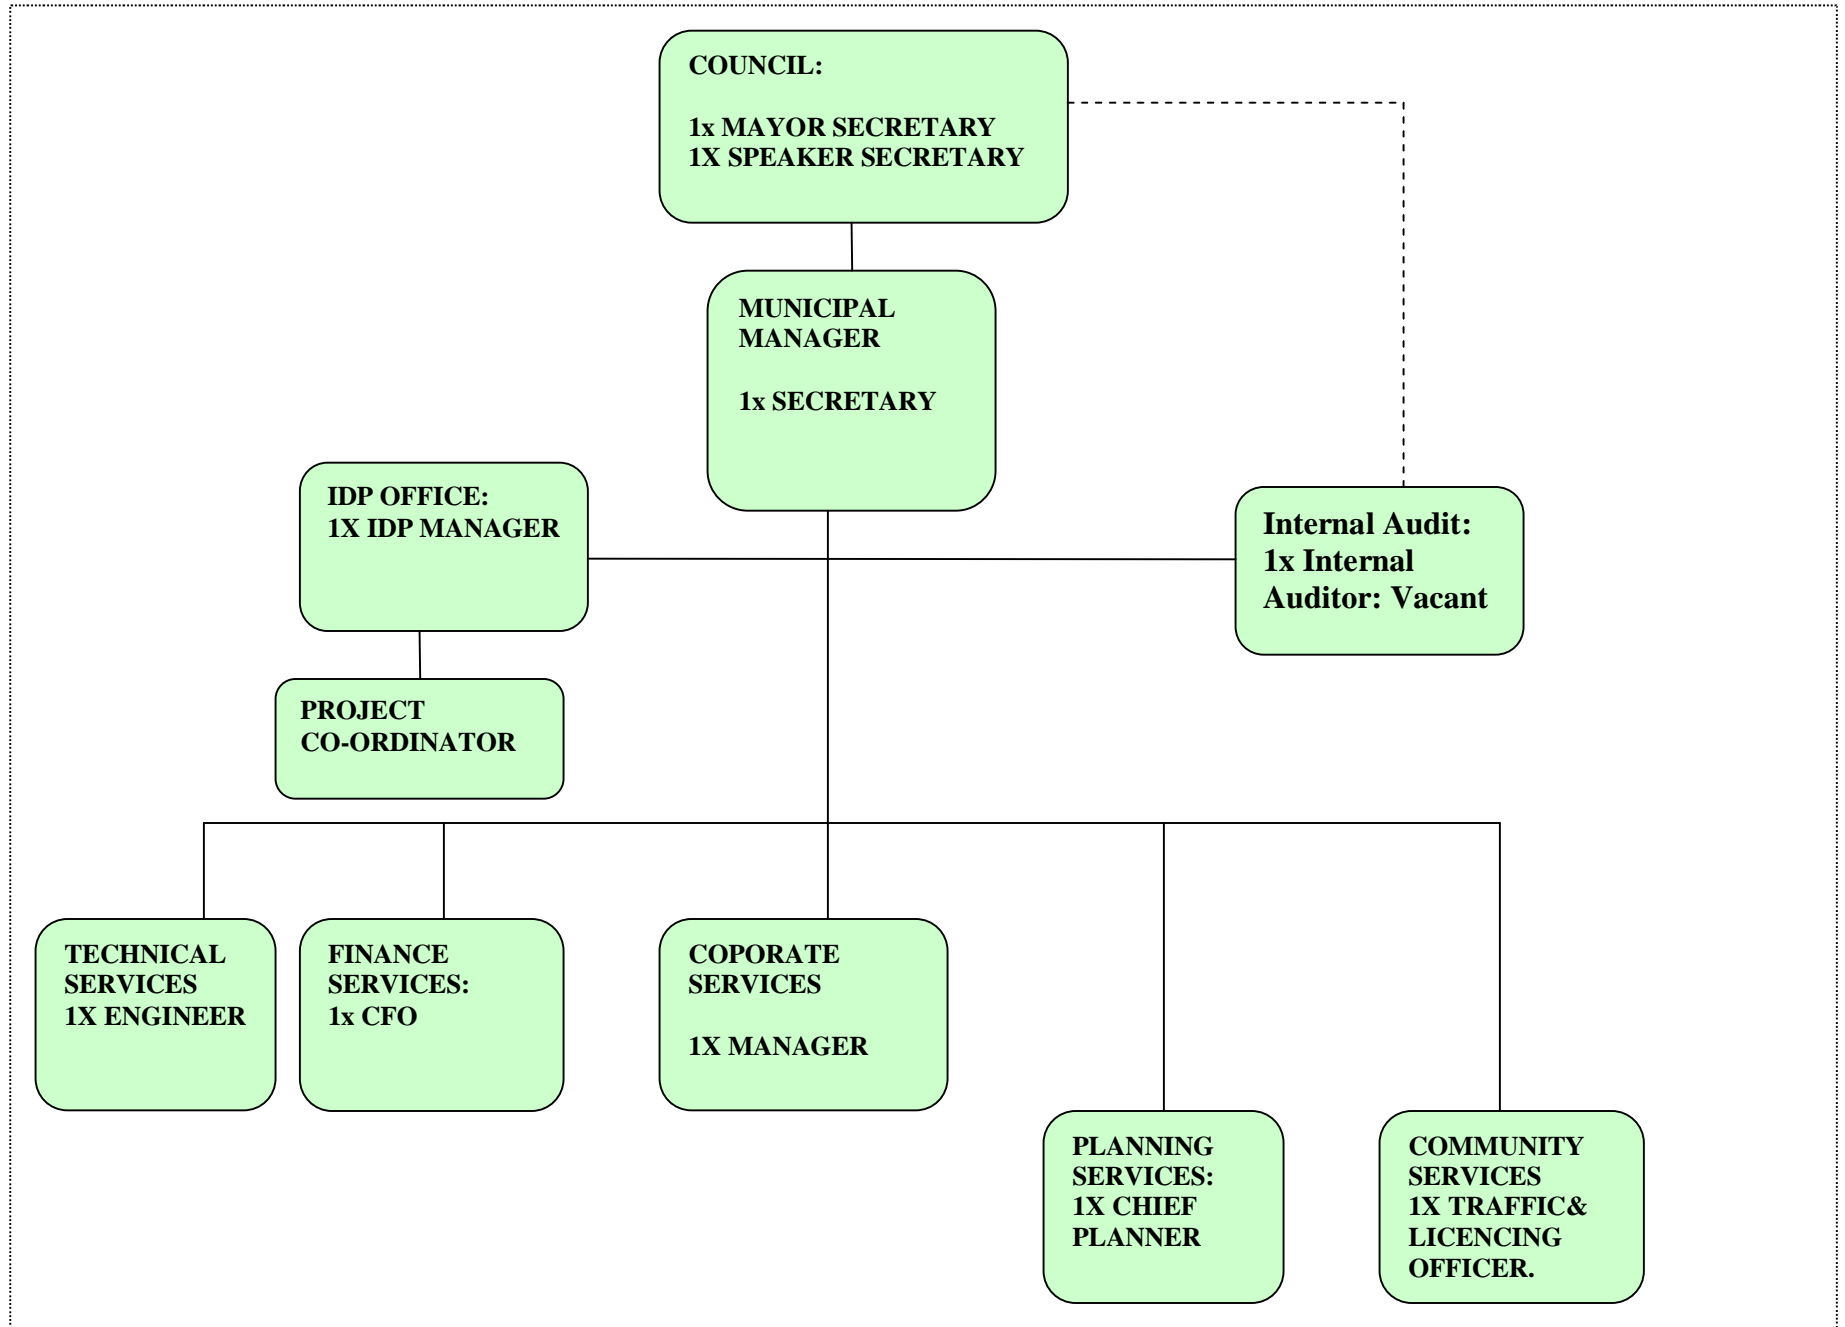 COUNCIL:
1x MAYOR SECRETARY
1X SPEAKER SECRETARY
MUNICIPAL
MANAGER
1x SECRETARY
IDP OFFICE:
1X IDP MANAGER
Internal Audit:
1x Internal
Auditor: Vacant
PROJECT
CO-ORDINATOR
TECHNICAL
SERVICES
1X ENGINEER
FINANCE
SERVICES:
1x CFO
COPORATE
SERVICES
1X MANAGER
PLANNING
SERVICES:
1X CHIEF
PLANNER
COMMUNITY
SERVICES
1X TRAFFIC&
LICENCING
OFFICER.